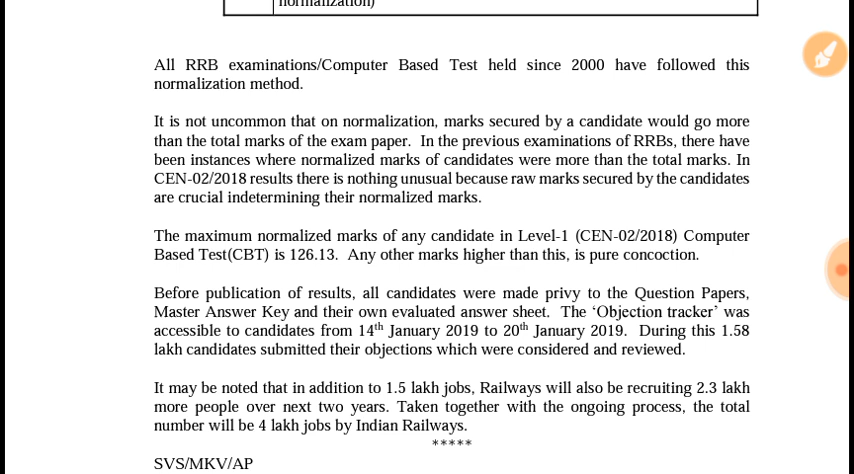 normalization)
All RRB examinations/Computer Based Test held since 2000 have followed this
normalization method.
It is not uncommon that on normalization, marks secured by a candidate would go more
than the total marks of the exam paper. In the previous examinations of RRBs, there have
been instances where normalized marks of candidates were more than the total marks. In
CEN-02/2018 results there is nothing unusual because raw marks secured by the candidates
are crucial indetermining their normalized marks.
The maximum normalized marks of any candidate in Level-1 (CEN-02/2018) Computer
Based Test(CBT) is 126.13. Any other marks higher than this, is pure concoction.
Before publication of results, all candidates were made privy to the Question Papers,
Master Answer Key and their own evaluated answer sheet. The ‘Objection tracker’ was
accessible to candidates from 14th January 2019 to 20th January 2019. During this 1.58
lakh candidates submitted their objections which were considered and reviewed.
It may be noted that in addition to 1.5 lakh jobs, Railways will also be recruiting 2.3 lakh
more people over next two years. Taken together with the ongoing process, the total
number will be 4 lakh jobs by Indian Railways.
*****
SVS/MKV/AP